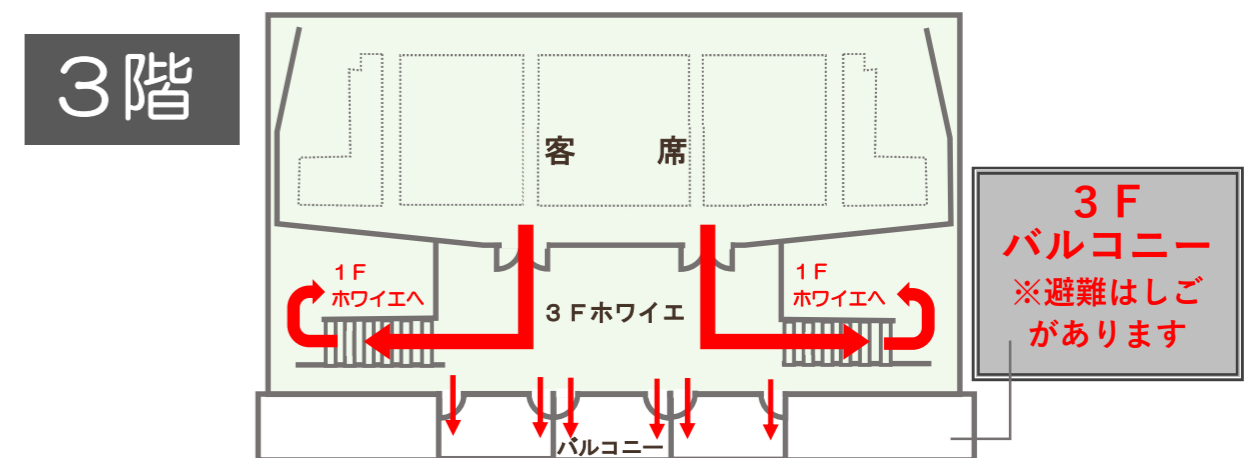 ３階
客　席
１Ｆ
ホワイエへ
３Ｆホワイエ
１Ｆ
ホワイエへ
バルコニー
３Ｆ
バルコニー
※避難はしご
があります